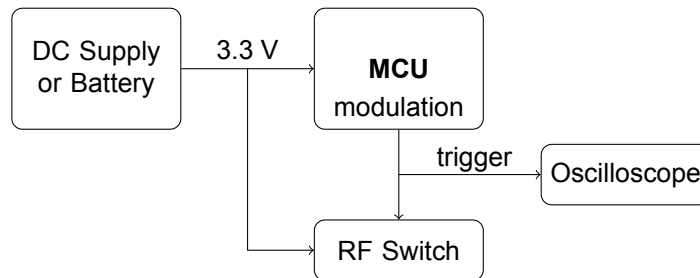 DC Supply
or Battery
3.3 V
MCU
modulation
trigger
Oscilloscope
RF Switch